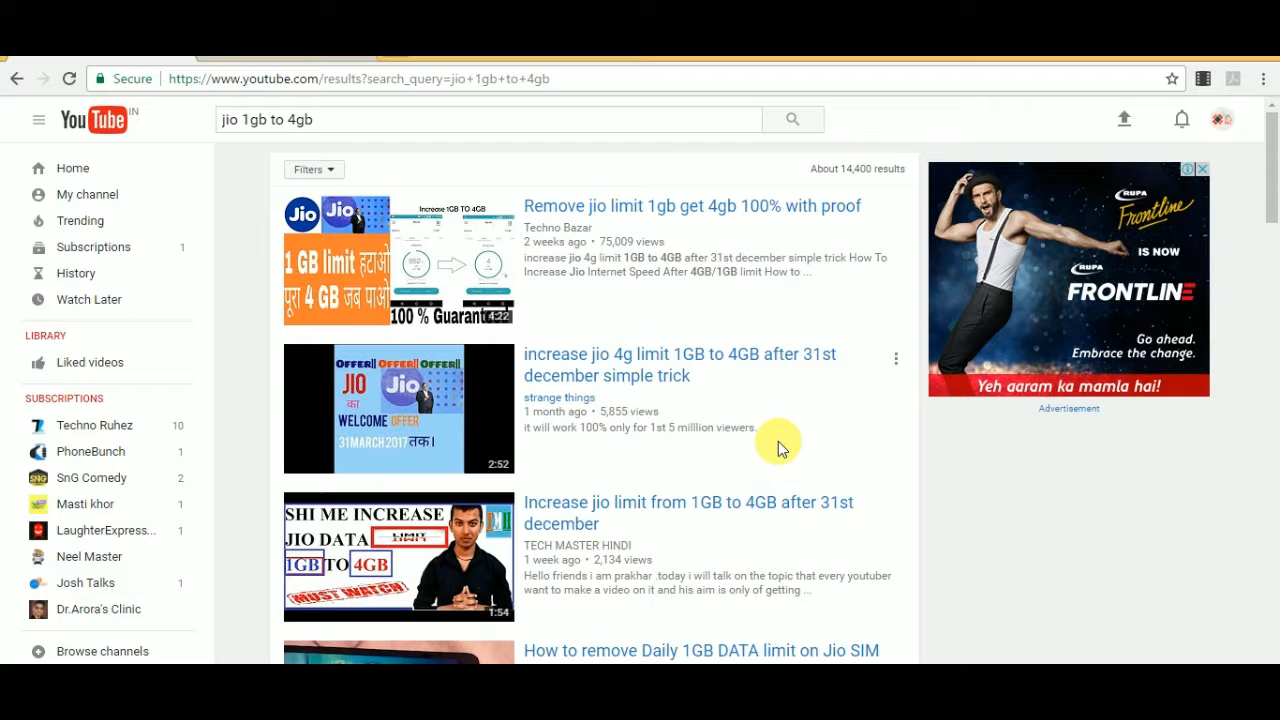 Secure
https://www.youtube.com/results?search_query=jio+1gb+to+4gb
YouTube IN
jio 1gb to 4gb
Home
My channel
Trending
Subscriptions 1
History
Watch Later
LIBRARY
Liked videos
SUBSCRIPTIONS
Techno Ruhez 10
PhoneBunch 1
SnG Comedy 2
Masti khor 1
LaughterExpress... 1
Neel Master
Josh Talks 1
Dr.Arora's Clinic
Browse channels
Filters
About 14,400 results
Jio Jio
Increase 1GB TO 4GB
1 GB limit हटाओ
पूरा 4 GB जब पाओ
100 % Guaranteed
4:22
Remove jio limit 1gb get 4gb 100% with proof
Techno Bazar
2 weeks ago • 75,009 views
increase jio 4g limit 1GB to 4GB after 31st december simple trick How To
Increase Jio Internet Speed After 4GB/1GB limit How to ...
OFFER|| OFFER|| OFFER||
JIO Jio
का
WELCOME OFFER
31MARCH2017 तक।
2:52
increase jio 4g limit 1GB to 4GB after 31st
december simple trick
strange things
1 month ago • 5,855 views
it will work 100% only for 1st 5 milllion viewers.
SHI ME INCREASE
JIO DATA LIMIT
1GB TO 4GB
MUST WATCH
1:54
Increase jio limit from 1GB to 4GB after 31st
december
TECH MASTER HINDI
1 week ago • 2,134 views
Hello friends i am prakhar .today i will talk on the topic that every youtuber
want to make a video on it and his aim is only of getting ...
How to remove Daily 1GB DATA limit on Jio SIM
RUPA
Frontline
IS NOW
RUPA
FRONTLINE
Go ahead.
Embrace the change.
Yeh aaram ka mamla hai!
Advertisement